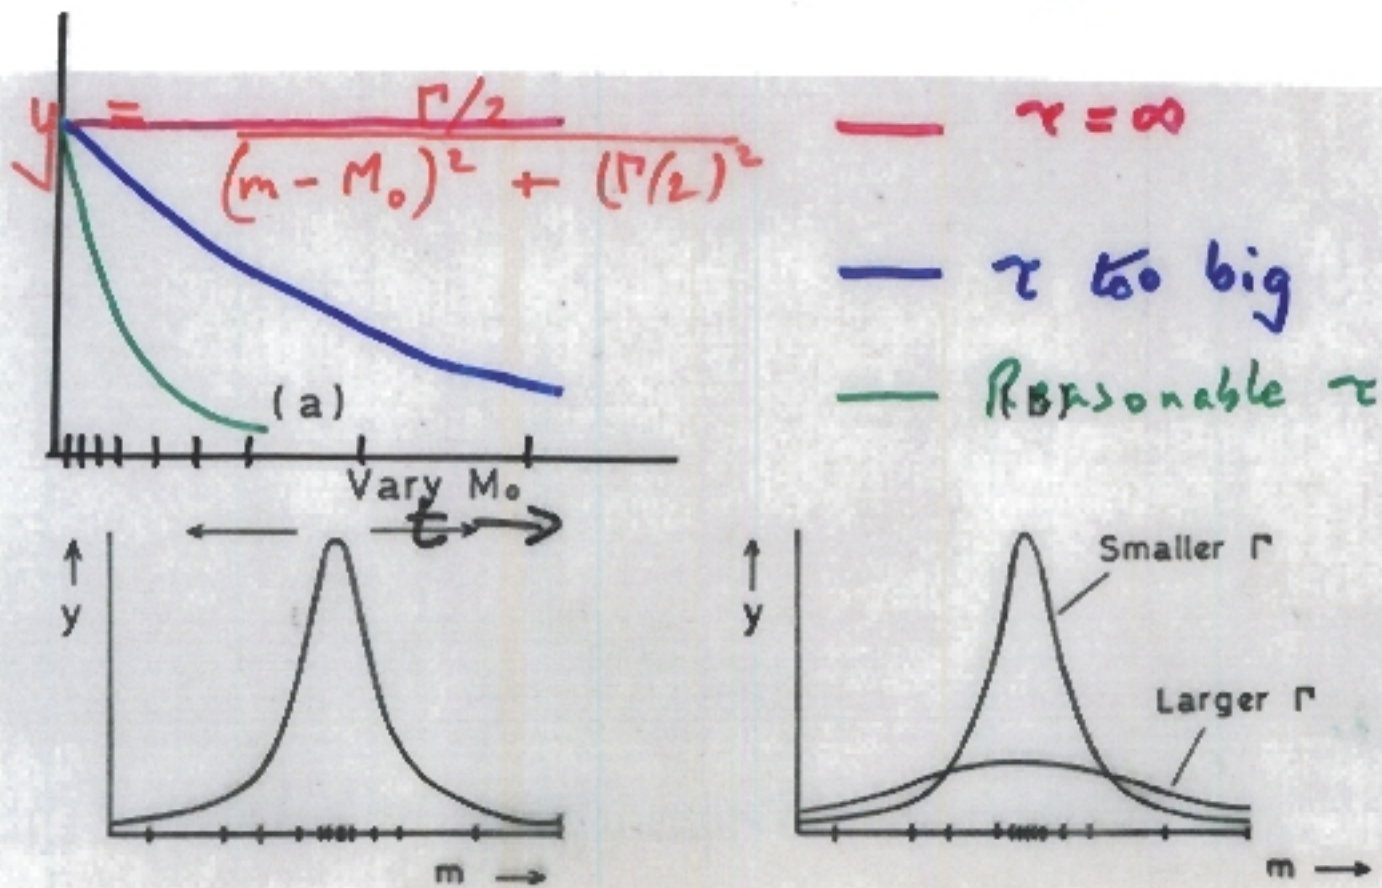 y = Γ/2
(m - M₀)² + (Γ/2)²
τ = ∞
τ too big
τ
(a)
Vary M₀
t
y
m
y
Smaller Γ
Larger Γ
m